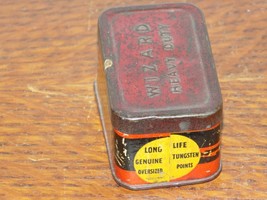 WIZARD
HEAVY DUTY
LONG LIFE
GENUINE TUNGSTEN
OVERSIZED POINTS